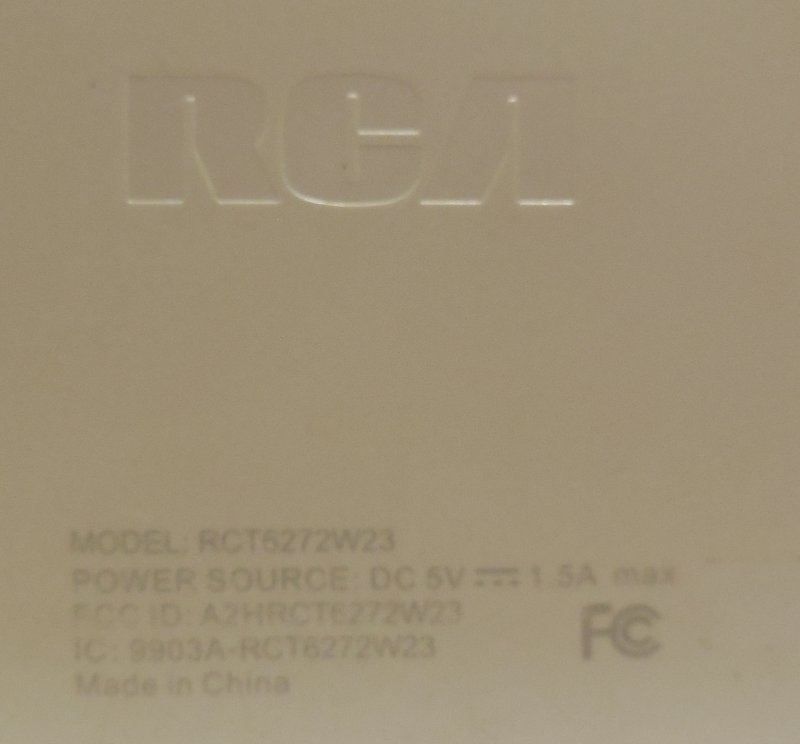 RCA
MODEL: RCT6272W23
POWER SOURCE: DC 5V ⎓ 1.5A max
FCC ID: A2HRCT6272W23
IC: 9903A-RCT6272W23
FC
Made in China